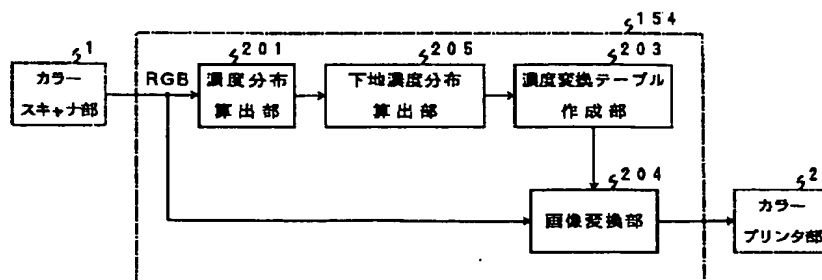 154
1
201
205
203
カラー
スキャナ部
RGB
濃度分布
算出部
下地濃度分布
算出部
濃度変換テーブル
作成部
204
2
画像変換部
カラー
プリンタ部